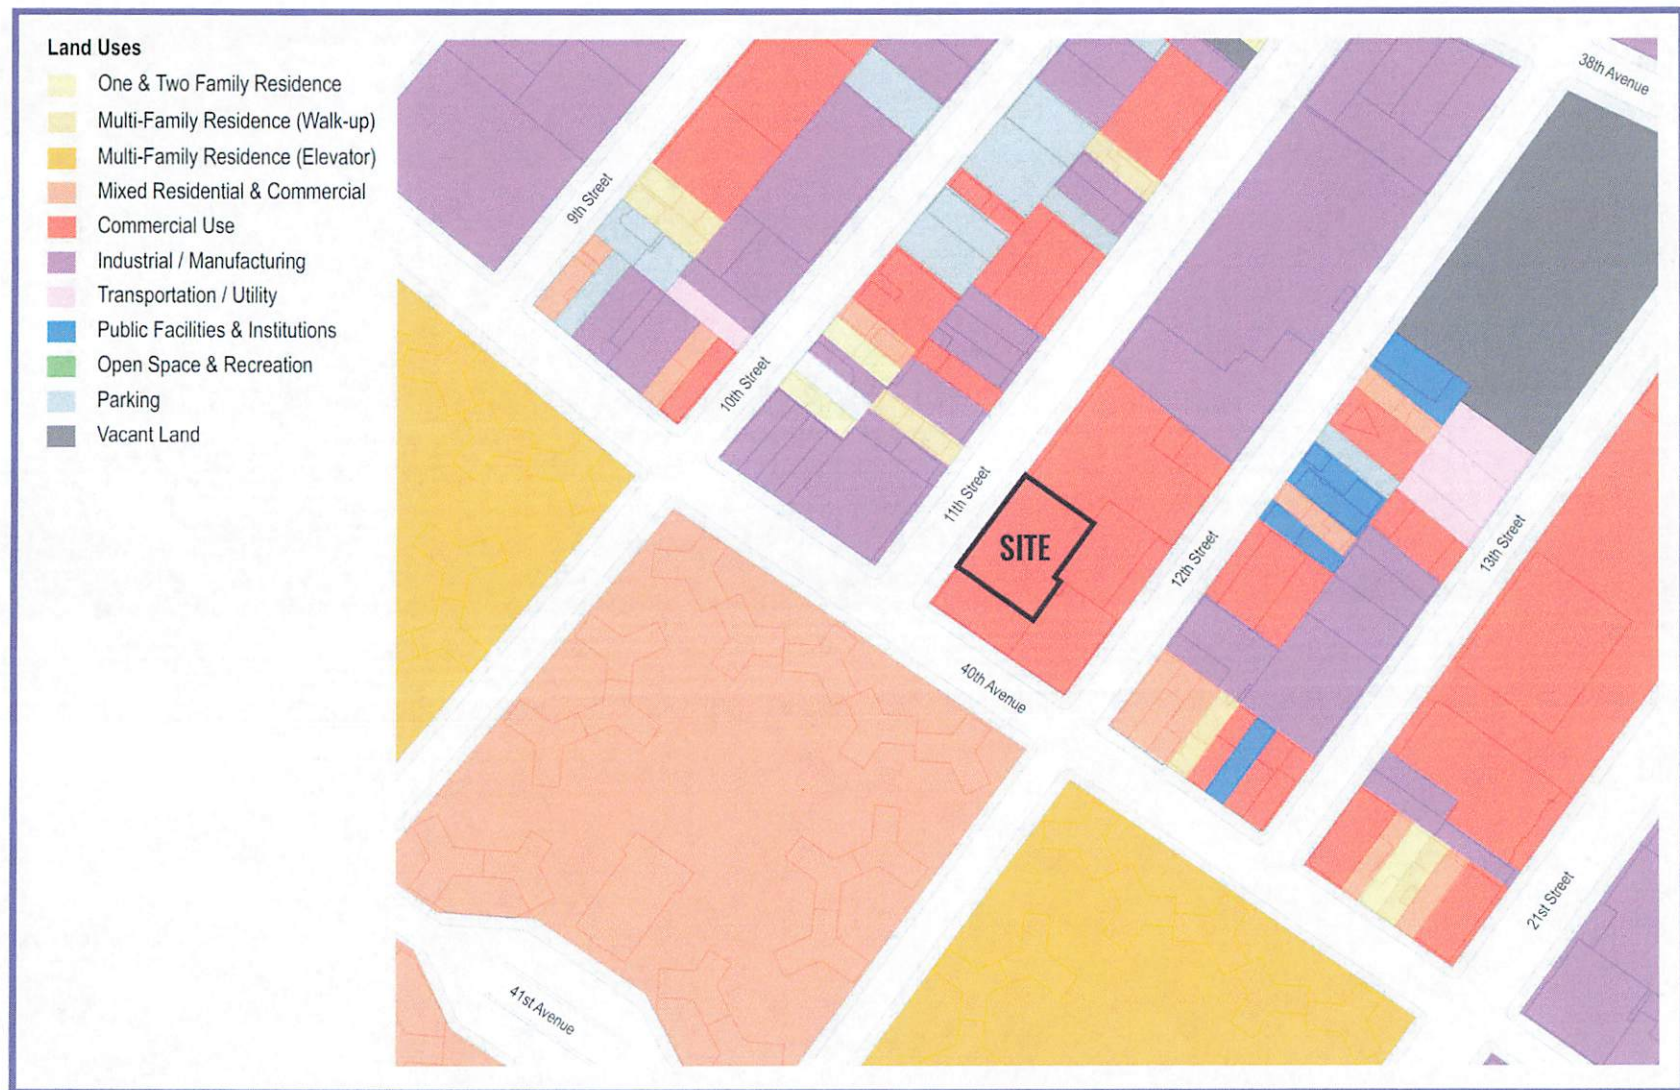 Land Uses
One & Two Family Residence
Multi-Family Residence (Walk-up)
Multi-Family Residence (Elevator)
Mixed Residential & Commercial
Commercial Use
Industrial / Manufacturing
Transportation / Utility
Public Facilities & Institutions
Open Space & Recreation
Parking
Vacant Land
38th Avenue
9th Street
10th Street
11th Street
SITE
12th Street
13th Street
40th Avenue
21st Street
41st Avenue